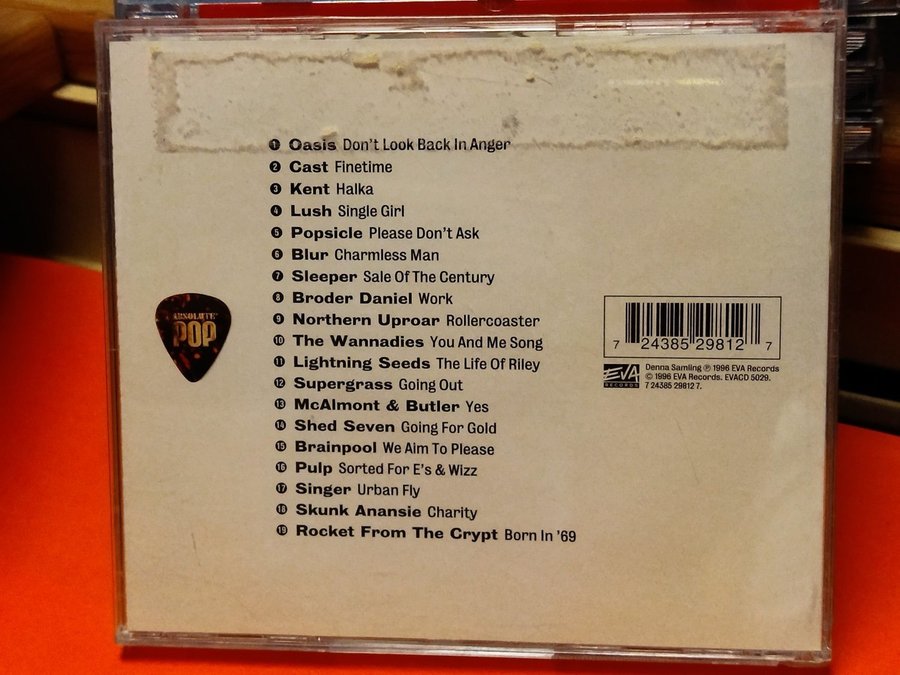 1 Oasis Don't Look Back In Anger
2 Cast Finetime
3 Kent Halka
4 Lush Single Girl
5 Popsicle Please Don't Ask
6 Blur Charmless Man
7 Sleeper Sale Of The Century
8 Broder Daniel Work
9 Northern Uproar Rollercoaster
10 The Wannadies You And Me Song
11 Lightning Seeds The Life Of Riley
12 Supergrass Going Out
13 McAlmont & Butler Yes
14 Shed Seven Going For Gold
15 Brainpool We Aim To Please
16 Pulp Sorted For E's & Wizz
17 Singer Urban Fly
18 Skunk Anansie Charity
19 Rocket From The Crypt Born In '69
ABSOLUTE
POP
7 24385 29812 7
EVA
RECORDS
Denna Samling ℗ 1996 EVA Records
© 1996 EVA Records. EVACD 5029.
7 24385 29812 7.